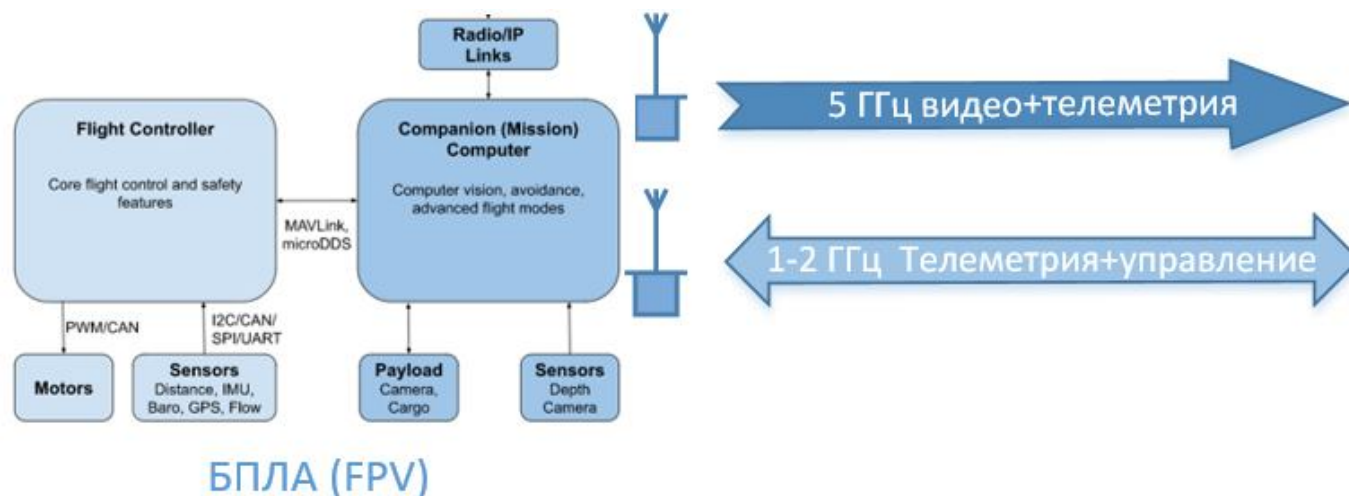 Radio/IP
Links
5 ГГц видео+телеметрия
Flight Controller
Core flight control and safety
features
Companion (Mission)
Computer
Computer vision, avoidance,
advanced flight modes
MAVLink,
microDDS
1-2 ГГц Телеметрия+управление
PWM/CAN
I2C/CAN/
SPI/UART
Motors
Sensors
Distance, IMU,
Baro, GPS, Flow
Payload
Camera,
Cargo
Sensors
Depth
Camera
БПЛА (FPV)